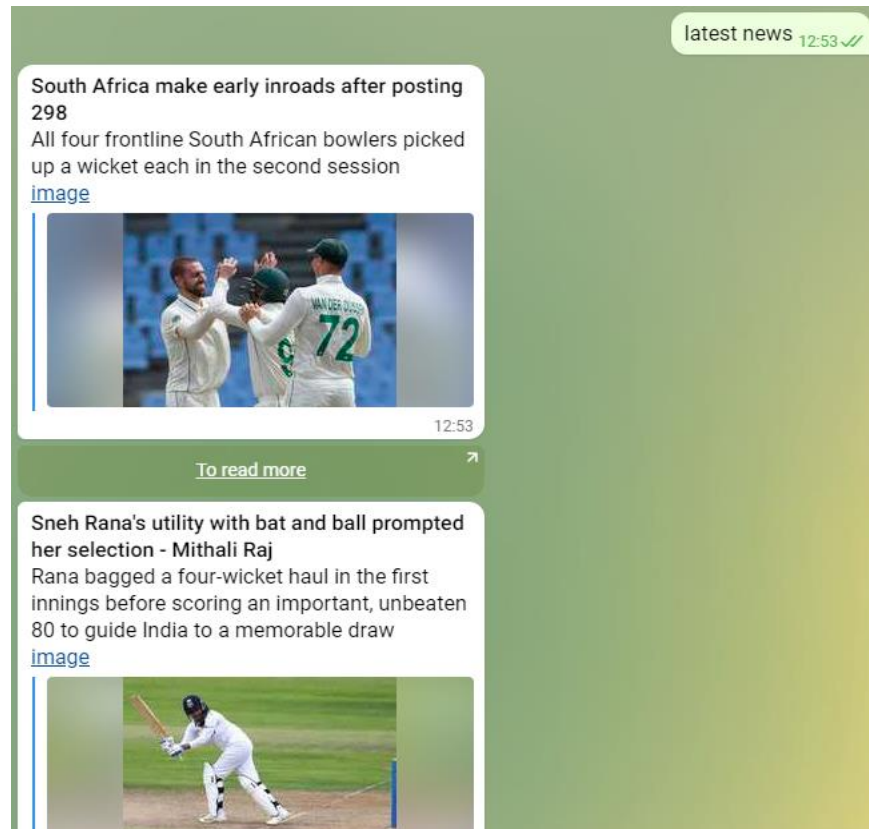 latest news 12:53
South Africa make early inroads after posting
298
All four frontline South African bowlers picked
up a wicket each in the second session
image
VAN DER DUSSEN
72
9
12:53
To read more
Sneh Rana's utility with bat and ball prompted
her selection - Mithali Raj
Rana bagged a four-wicket haul in the first
innings before scoring an important, unbeaten
80 to guide India to a memorable draw
image